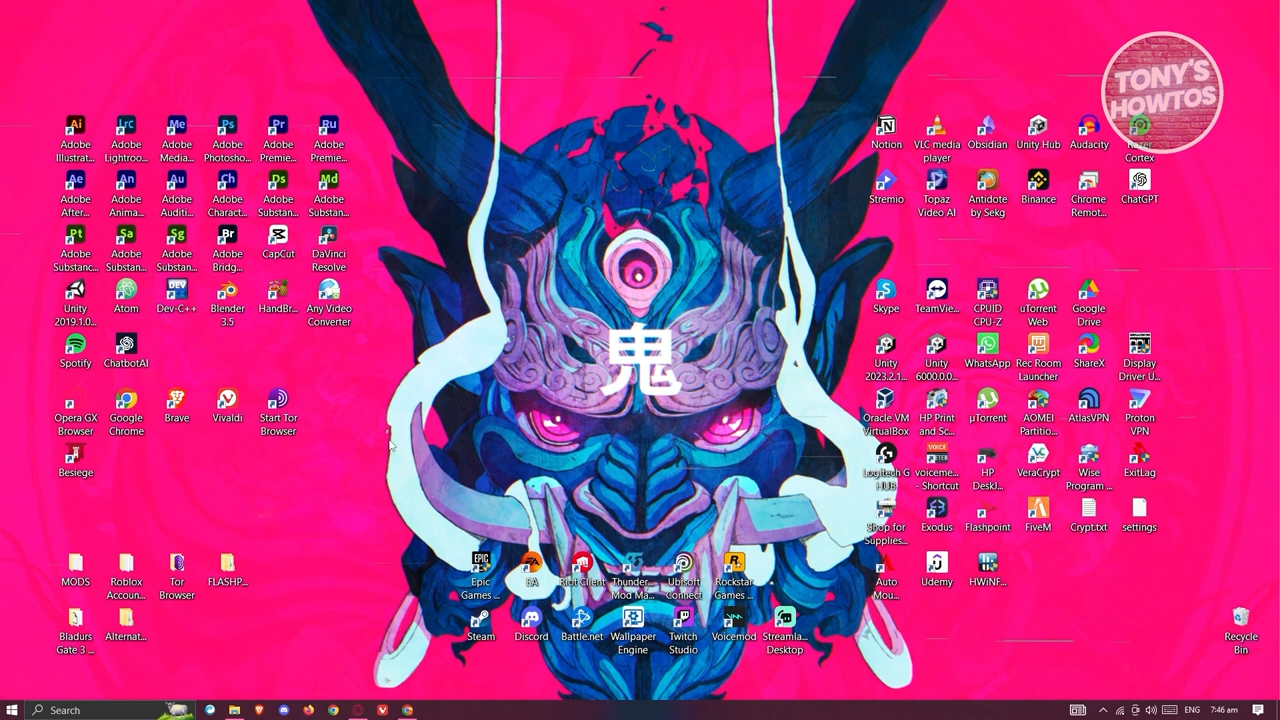 TONY'S
HOWTOS
Adobe Illustrat...
Adobe Lightroo...
Adobe Media...
Adobe Photosho...
Adobe Premie...
Adobe Premie...
Notion
VLC media player
Obsidian
Unity Hub
Audacity
Razer Cortex
Adobe After...
Adobe Anima...
Adobe Auditi...
Adobe Charact...
Adobe Substan...
Adobe Substan...
Stremio
Topaz Video AI
Antidote by Sekg
Binance
Chrome Remot...
ChatGPT
Adobe Substanc...
Adobe Substan...
Adobe Substan...
Adobe Bridg...
CapCut
DaVinci Resolve
Unity 2019.1.0...
Atom
Dev-C++
Blender 3.5
HandBr...
Any Video Converter
Skype
TeamVie...
CPUID CPU-Z
uTorrent Web
Google Drive
Spotify
ChatbotAI
鬼
Unity 2023.2.1...
Unity 6000.0.0...
WhatsApp
Rec Room Launcher
ShareX
Display Driver U...
Opera GX Browser
Google Chrome
Brave
Vivaldi
Start Tor Browser
Oracle VM VirtualBox
HP Print and Sc...
µTorrent
AOMEI Partitio...
AtlasVPN
Proton VPN
Besiege
Logitech G HUB
voiceme... - Shortcut
HP DeskJ...
VeraCrypt
Wise Program ...
ExitLag
Shop for Supplies...
Exodus
Flashpoint
FiveM
Crypt.txt
settings
MODS
Roblox Accoun...
Tor Browser
FLASHP...
Epic Games ...
EA
Riot Client
Thunder... Mod Ma...
Ubisoft Connect
Rockstar Games ...
Auto Mou...
Udemy
HWiNF...
Bladurs Gate 3 ...
Alternat...
Steam
Discord
Battle.net
Wallpaper Engine
Twitch Studio
Voicemod
Streamla... Desktop
Recycle Bin
Search
ENG
7:46 am